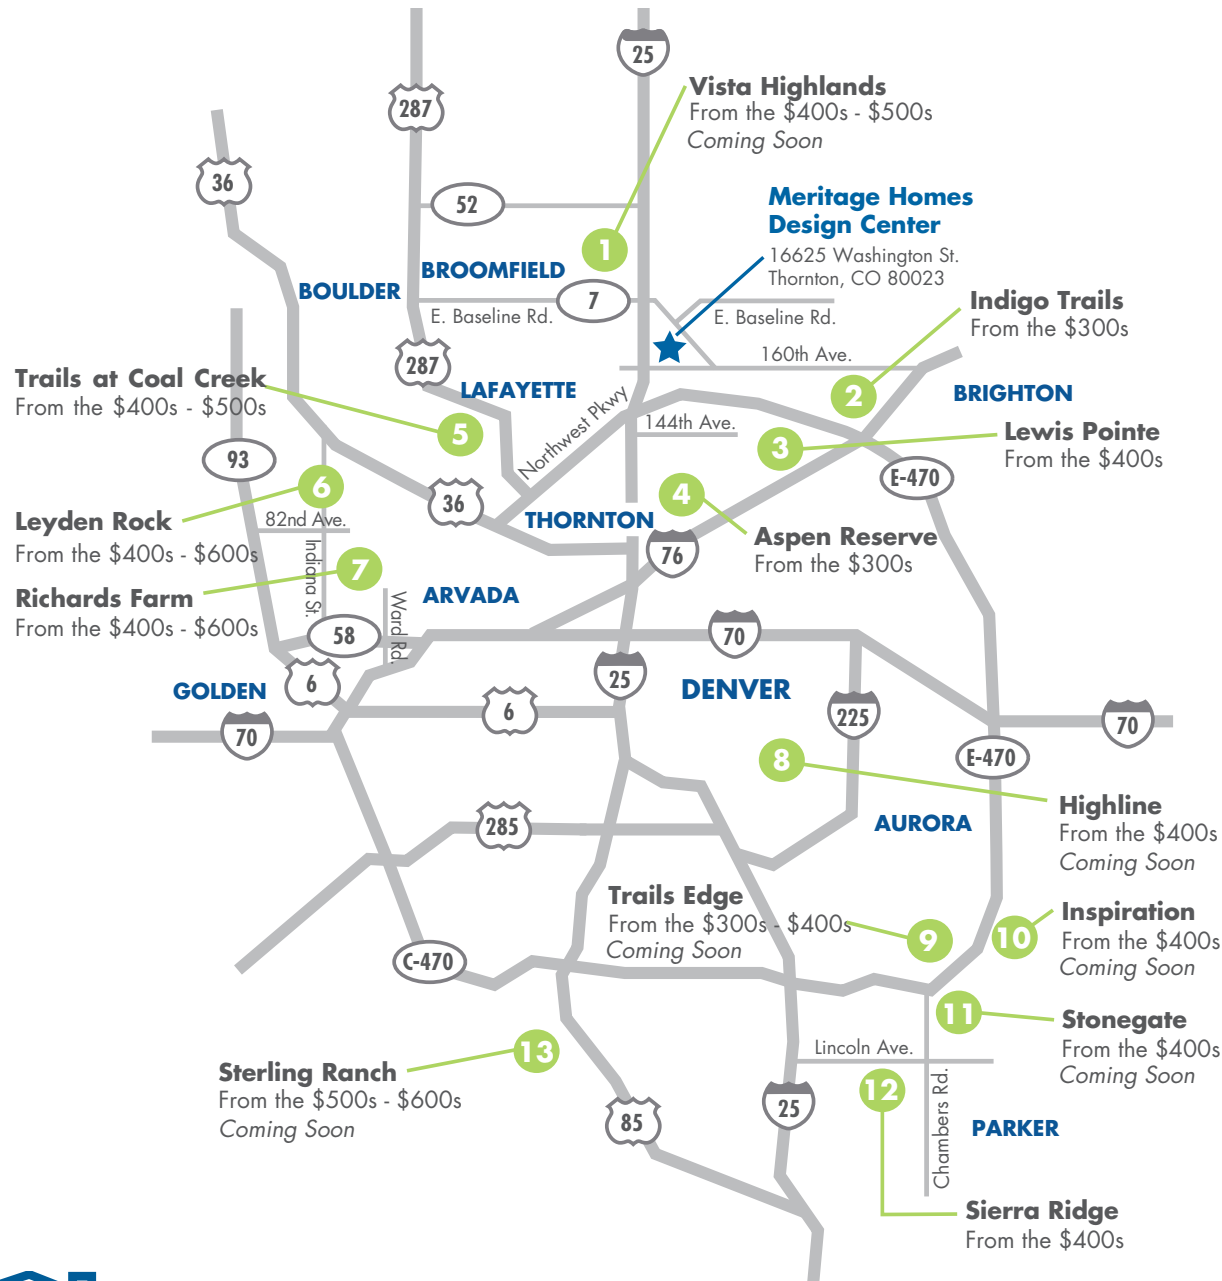 25
287
Vista Highlands
From the $400s - $500s
Coming Soon
36
52
Meritage Homes
Design Center
16625 Washington St.
Thornton, CO 80023
1
BROOMFIELD
BOULDER
7
E. Baseline Rd.
E. Baseline Rd.
Indigo Trails
From the $300s
160th Ave.
287
Trails at Coal Creek
From the $400s - $500s
LAFAYETTE
Northwest Pkwy
2
BRIGHTON
144th Ave.
5
3
Lewis Pointe
From the $400s
93
E-470
6
36
4
Leyden Rock
From the $400s - $600s
82nd Ave.
THORNTON
Aspen Reserve
From the $300s
76
Indiana St.
7
Richards Farm
From the $400s - $600s
ARVADA
Ward Rd.
58
70
25
6
GOLDEN
DENVER
6
225
70
70
8
E-470
Highline
From the $400s
Coming Soon
285
AURORA
Trails Edge
From the $300s - $400s
Coming Soon
9
10
Inspiration
From the $400s
Coming Soon
C-470
11
Stonegate
From the $400s
Coming Soon
13
Lincoln Ave.
Sterling Ranch
From the $500s - $600s
Coming Soon
12
25
85
Chambers Rd.
PARKER
Sierra Ridge
From the $400s